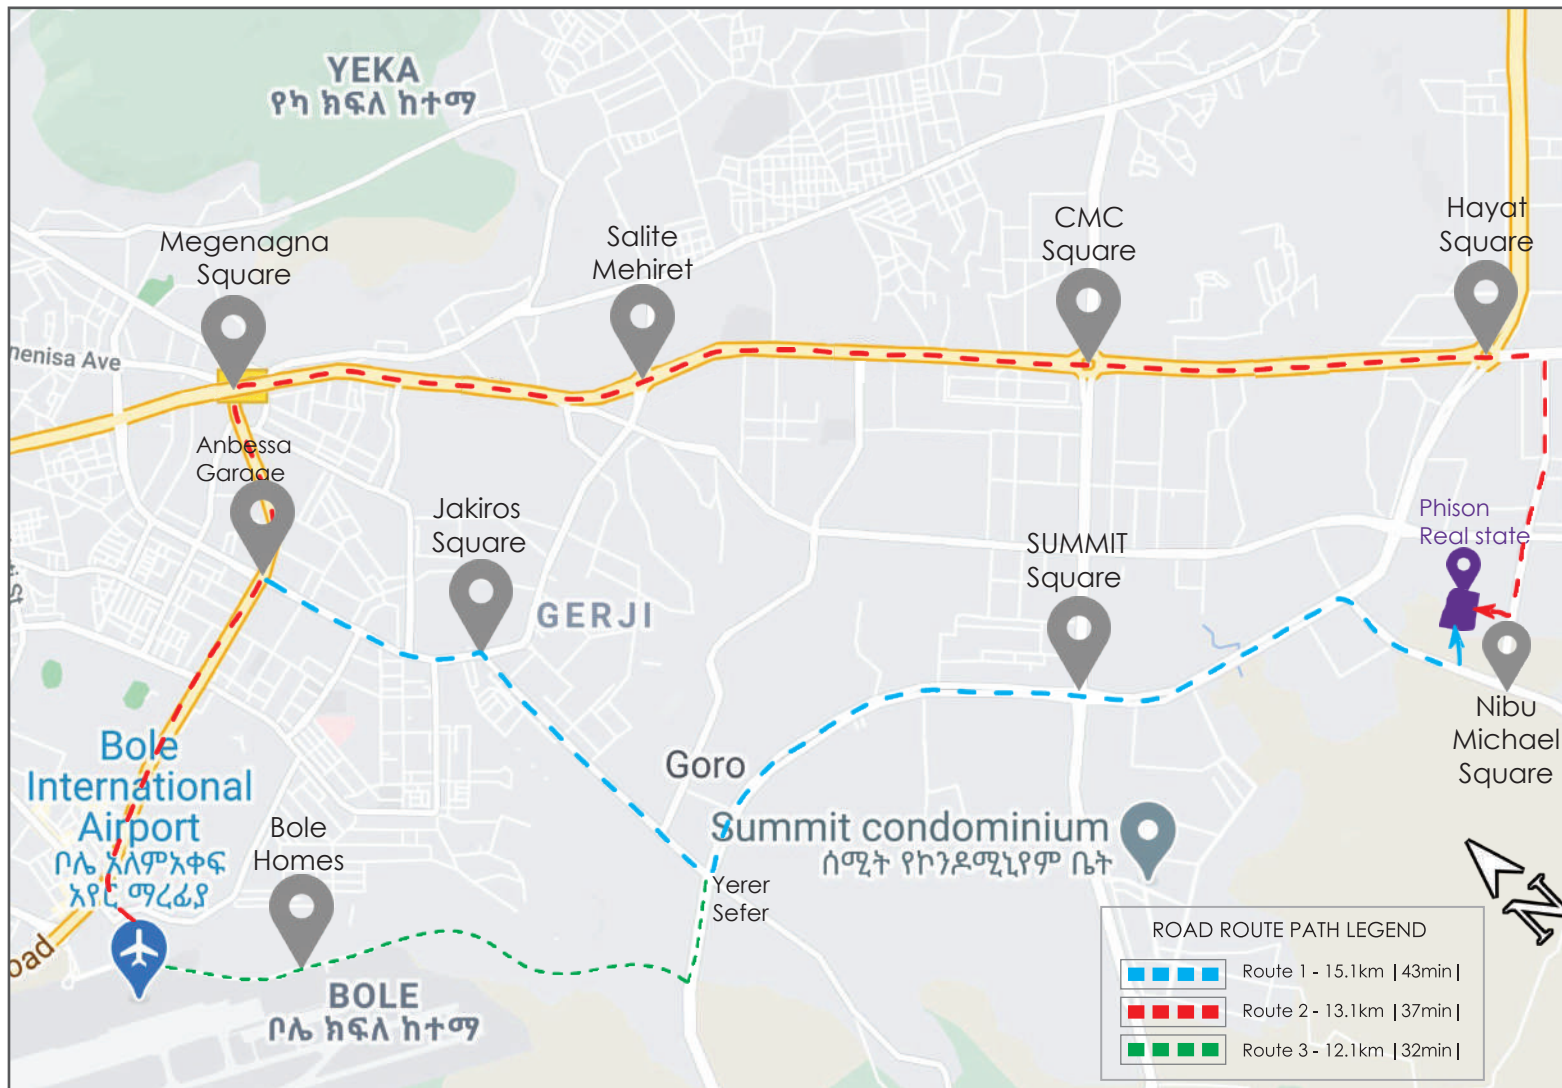 YEKA
የካ ክፍለ ከተማ
Megenagna
Square
Salite
Mehiret
CMC
Square
Hayat
Square
nenisa Ave
Anbessa
Garage
Jakiros
Square
Phison
Real state
SUMMIT
Square
St
GERJI
Nibu
Michael
Square
Bole
International
Airport
ቦሌ አለምአቀፍ
አየር ማረፊያ
Goro
Bole
Homes
Summit condominium
ሰሚት የኮንዶሚኒየም ቤት
Yerer
Sefer
N
oad
BOLE
ቦሌ ክፍለ ከተማ
ROAD ROUTE PATH LEGEND
Route 1 - 15.1km |43min|
Route 2 - 13.1km |37min|
Route 3 - 12.1km |32min|